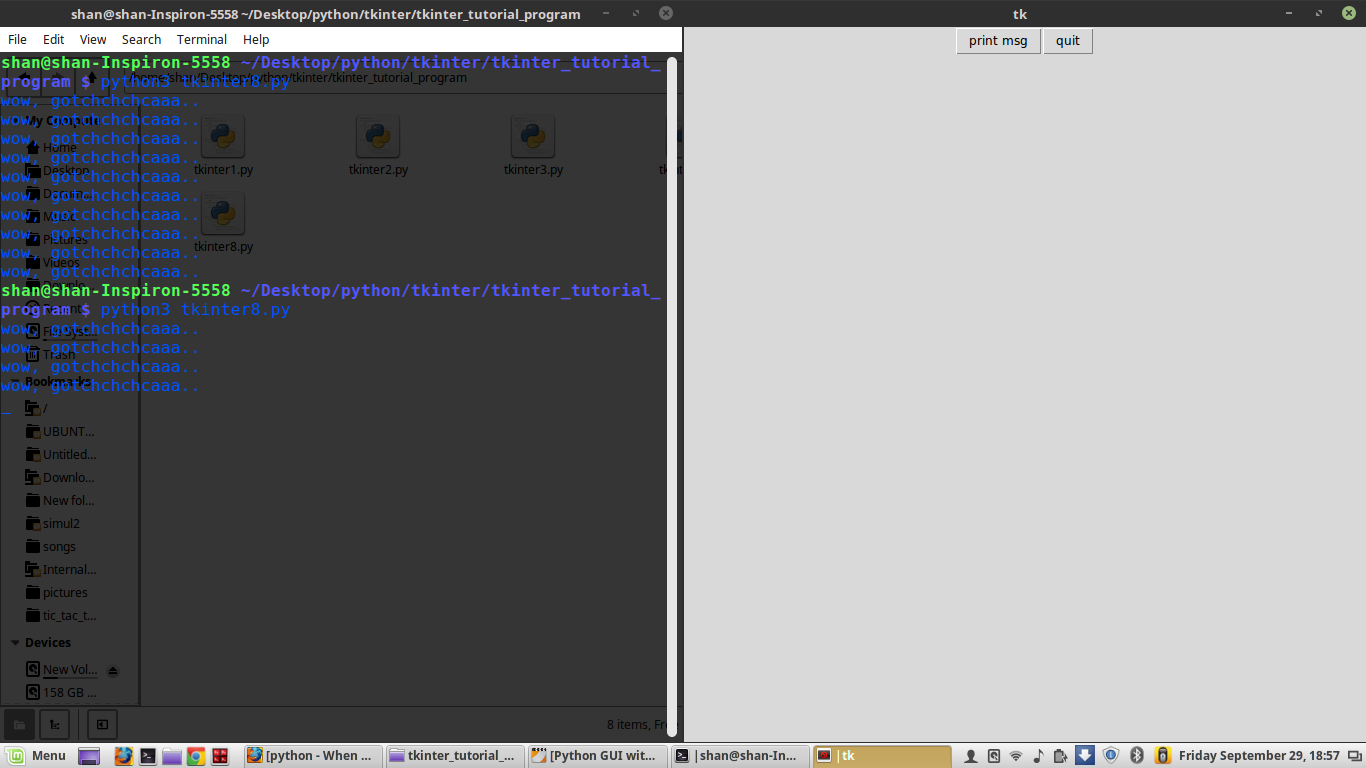 shan@shan-Inspiron-5558 ~/Desktop/python/tkinter/tkinter_tutorial_program
File Edit View Search Terminal Help
shan@shan-Inspiron-5558 ~/Desktop/python/tkinter/tkinter_tutorial_
program $ python3 tkinter8.py
wow, gotchchchcaaa..
wow, gotchchchcaaa..
wow, gotchchchcaaa..
wow, gotchchchcaaa..
wow, gotchchchcaaa..
wow, gotchchchcaaa..
wow, gotchchchcaaa..
wow, gotchchchcaaa..
wow, gotchchchcaaa..
wow, gotchchchcaaa..
shan@shan-Inspiron-5558 ~/Desktop/python/tkinter/tkinter_tutorial_
program $ python3 tkinter8.py
wow, gotchchchcaaa..
wow, gotchchchcaaa..
wow, gotchchchcaaa..
wow, gotchchchcaaa..
/home/shan/Desktop/python/tkinter/tkinter_tutorial_program
Home
Desktop
Music
Pictures
Videos
Trash
Bookmarks
/
UBUNT...
Untitled...
Downlo...
New fol...
simul2
songs
Internal...
pictures
tic_tac_t...
Devices
New Vol...
158 GB ...
tkinter1.py
tkinter2.py
tkinter3.py
tkinter8.py
8 items,
tk
print msg
quit
Menu
[python - When ...
tkinter_tutorial_...
[Python GUI wit...
|shan@shan-In...
|tk
Friday September 29, 18:57